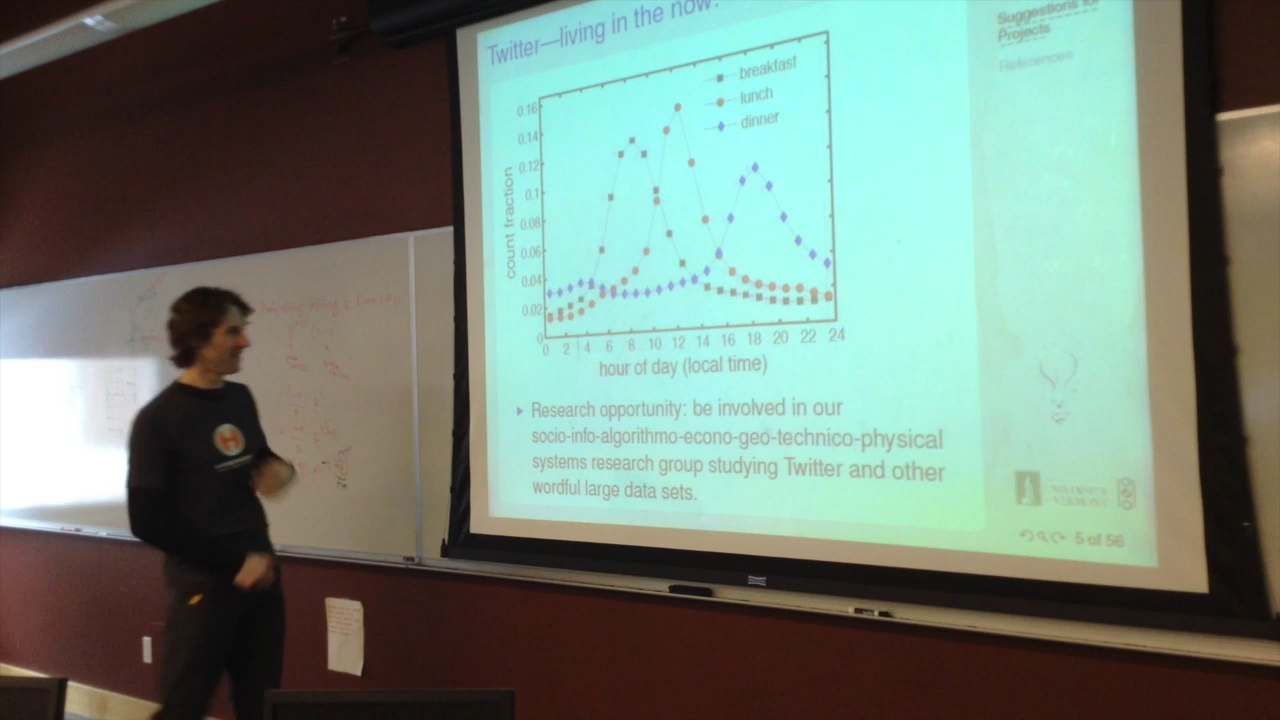 Twitter—living in the now:
Suggestions for
Projects
References
breakfast
lunch
dinner
count fraction
0.16
0.14
0.12
0.1
0.08
0.06
0.04
0.02
0
0 2 4 6 8 10 12 14 16 18 20 22 24
hour of day (local time)
Research opportunity: be involved in our
socio-info-algorithmo-econo-geo-technico-physical
systems research group studying Twitter and other
wordful large data sets.
VERMONT
5 of 56
H